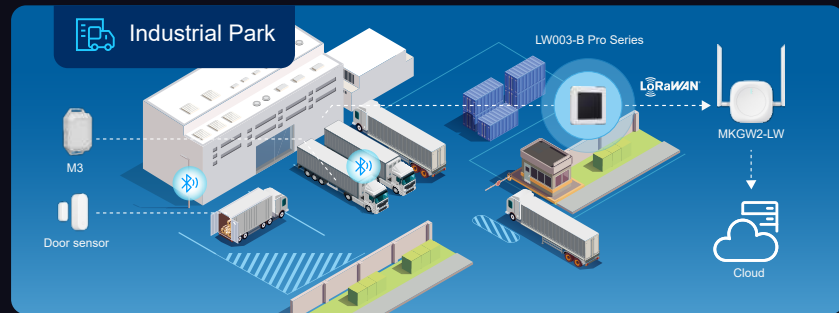 Industrial Park
LW003-B Pro Series
LoRaWAN
MKGW2-LW
M3
Door sensor
Cloud